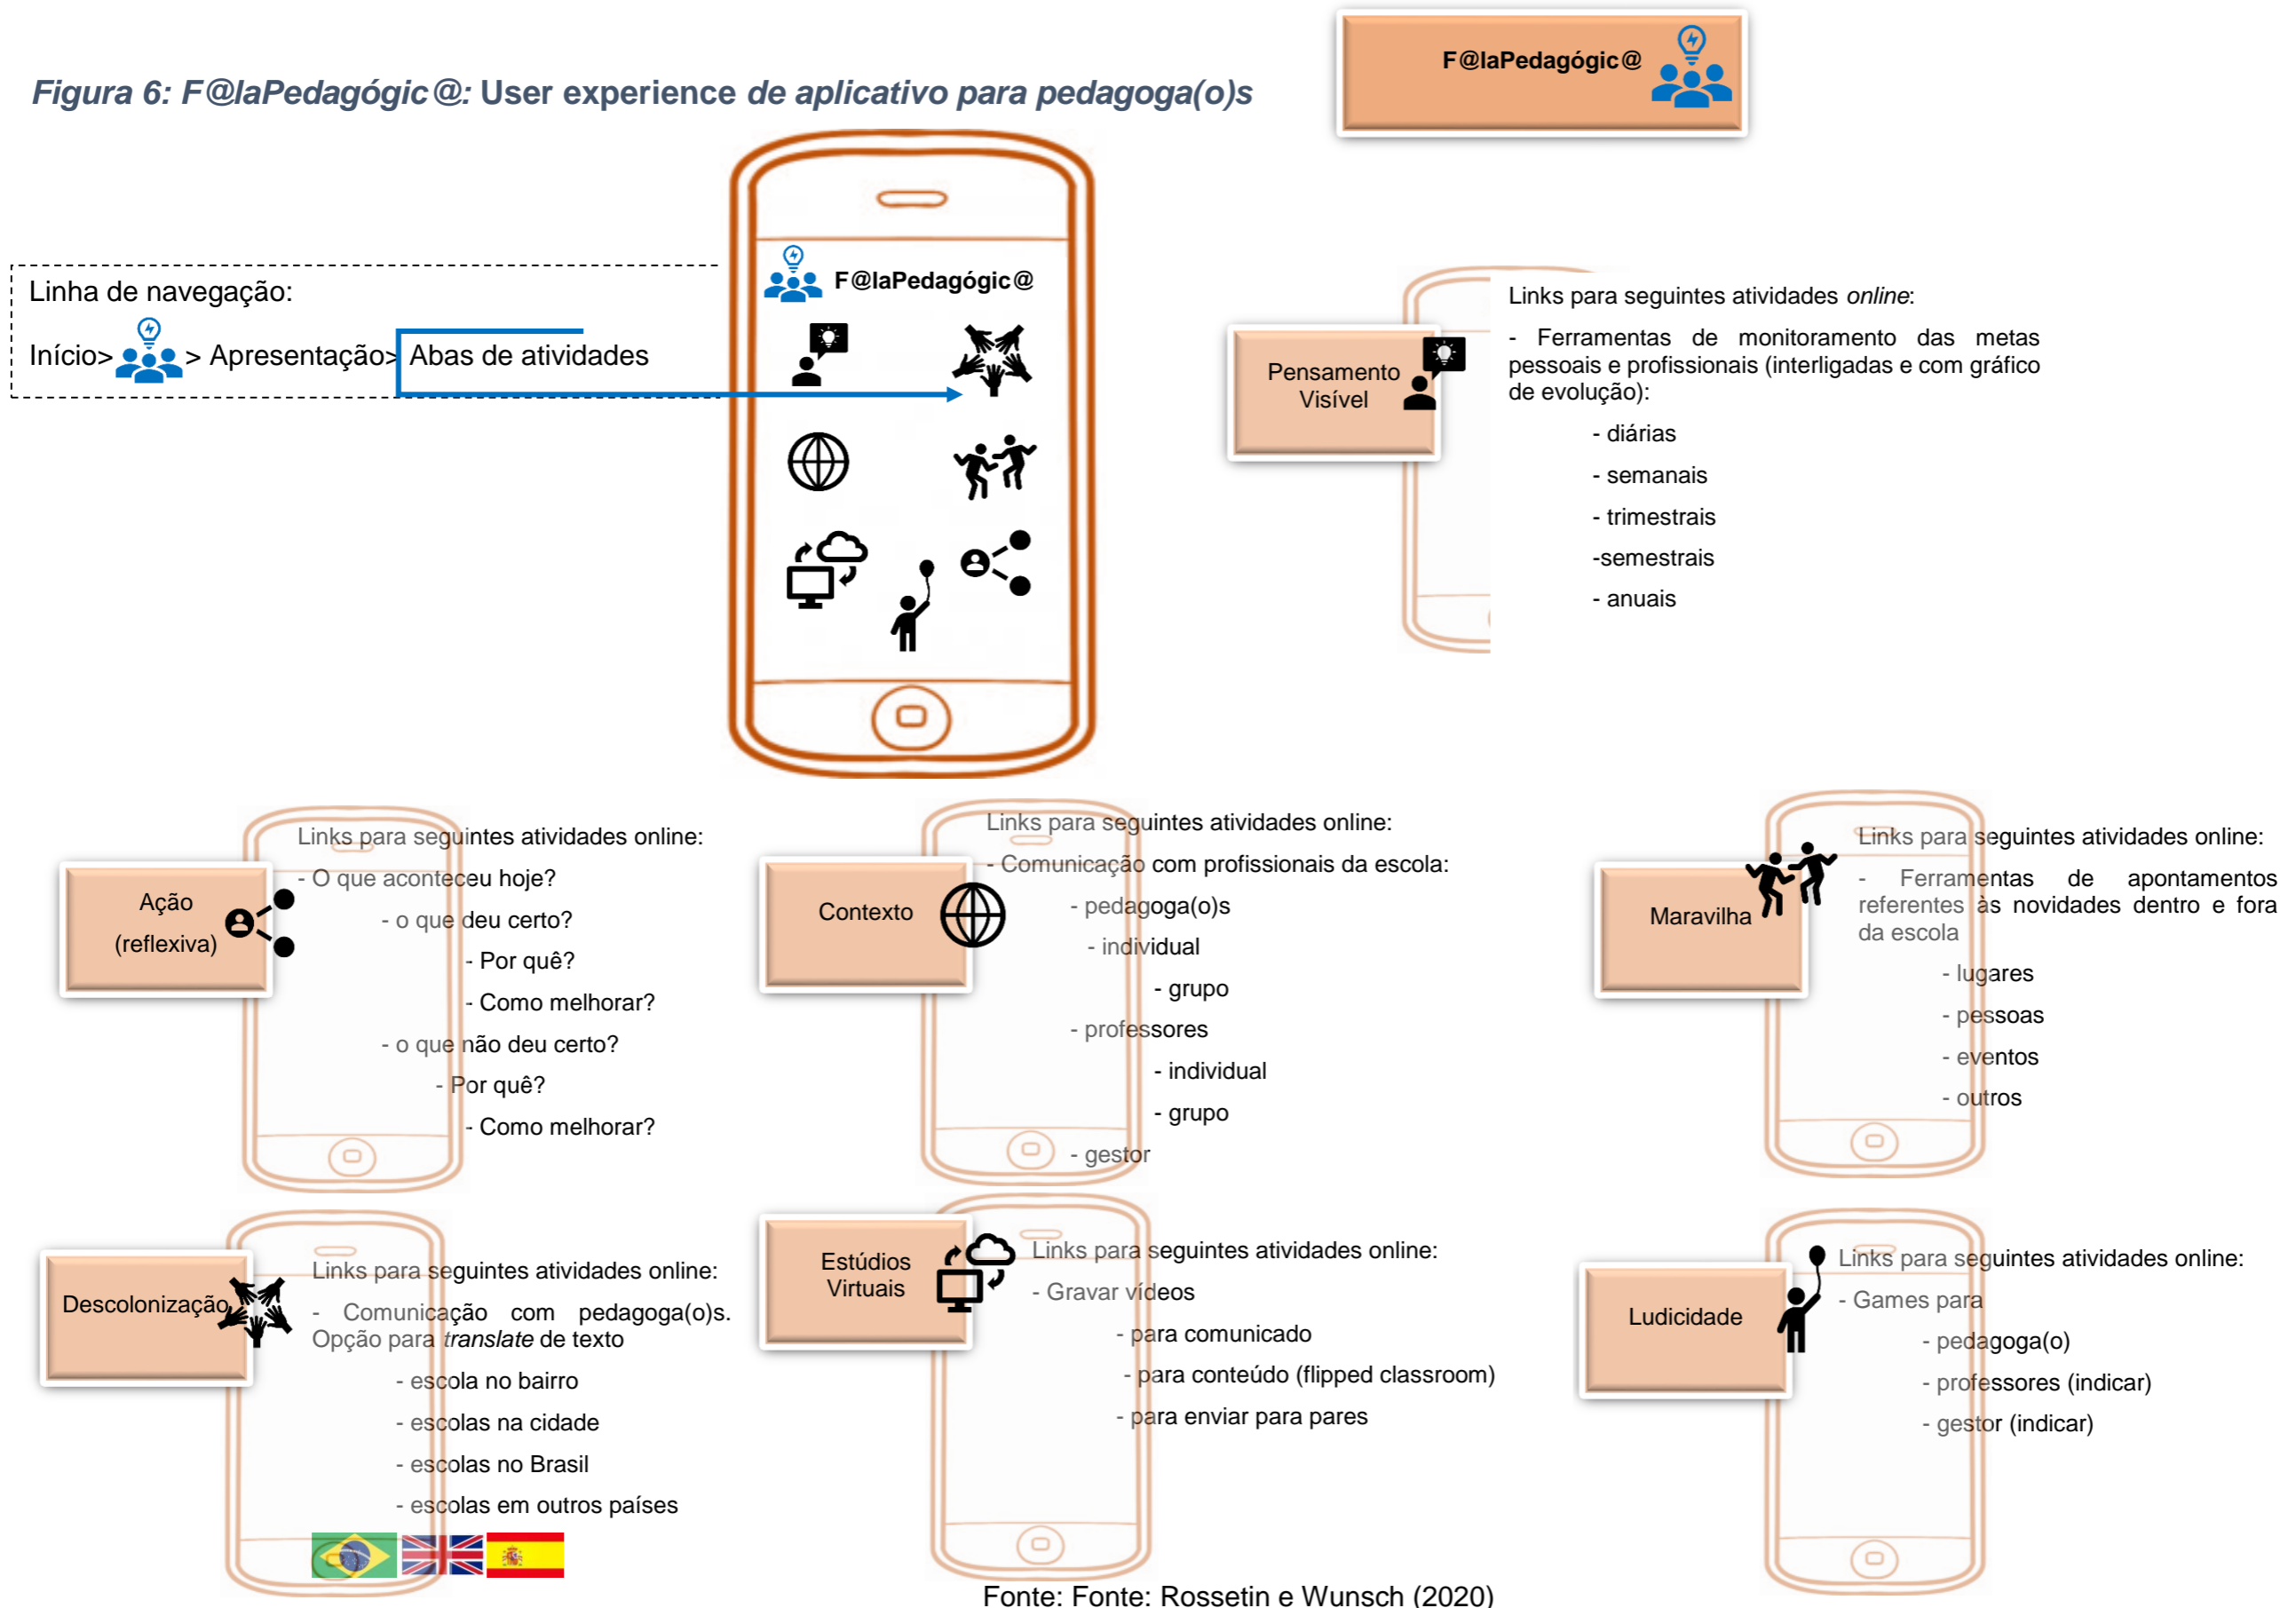 F@laPedagógic@
Figura 6: F@laPedagógic@: User experience de aplicativo para pedagoga(o)s
Linha de navegação:
Início> > Apresentação> Abas de atividades
F@laPedagógic@
Pensamento
Visível
Links para seguintes atividades online:
- Ferramentas de monitoramento das metas
pessoais e profissionais (interligadas e com gráfico
de evolução):
- diárias
- semanais
- trimestrais
-semestrais
- anuais
Ação
(reflexiva)
Links para seguintes atividades online:
- O que aconteceu hoje?
- o que deu certo?
- Por quê?
- Como melhorar?
- o que não deu certo?
- Por quê?
- Como melhorar?
Contexto
Links para seguintes atividades online:
- Comunicação com profissionais da escola:
- pedagoga(o)s
- individual
- grupo
- professores
- individual
- grupo
- gestor
Maravilha
Links para seguintes atividades online:
- Ferramentas de apontamentos
referentes às novidades dentro e fora
da escola
- lugares
- pessoas
- eventos
- outros
Descolonização
Links para seguintes atividades online:
- Comunicação com pedagoga(o)s.
Opção para translate de texto
- escola no bairro
- escolas na cidade
- escolas no Brasil
- escolas em outros países
Estúdios
Virtuais
Links para seguintes atividades online:
- Gravar vídeos
- para comunicado
- para conteúdo (flipped classroom)
- para enviar para pares
Ludicidade
Links para seguintes atividades online:
- Games para
- pedagoga(o)
- professores (indicar)
- gestor (indicar)
Fonte: Fonte: Rossetin e Wunsch (2020)